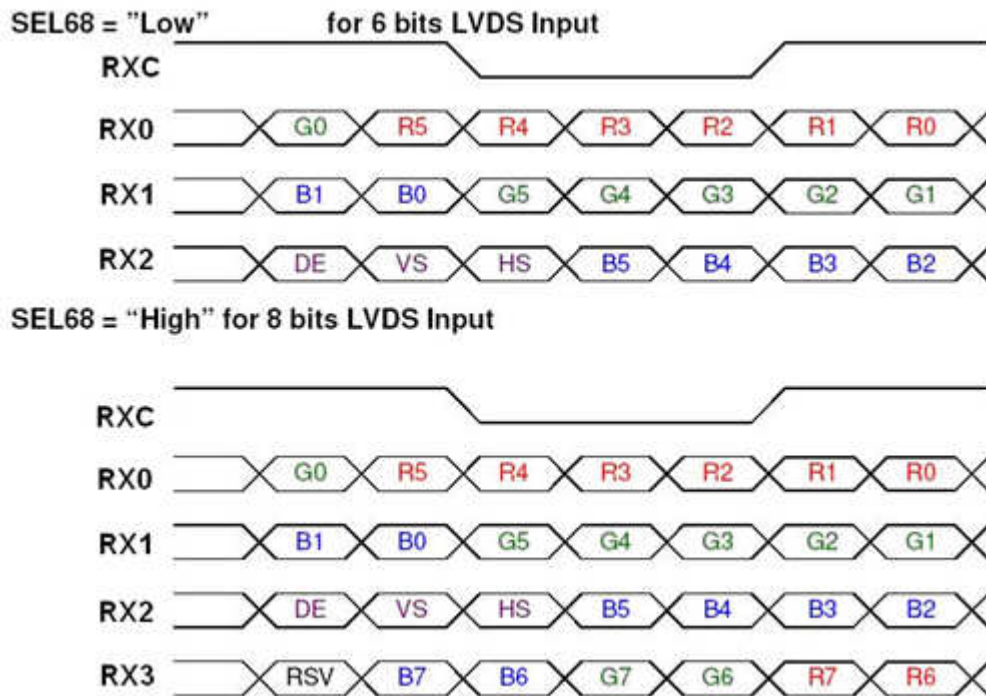 SEL68 = "Low" for 6 bits LVDS Input
RXC
RX0 G0 R5 R4 R3 R2 R1 R0
RX1 B1 B0 G5 G4 G3 G2 G1
RX2 DE VS HS B5 B4 B3 B2
SEL68 = "High" for 8 bits LVDS Input
RXC
RX0 G0 R5 R4 R3 R2 R1 R0
RX1 B1 B0 G5 G4 G3 G2 G1
RX2 DE VS HS B5 B4 B3 B2
RX3 RSV B7 B6 G7 G6 R7 R6